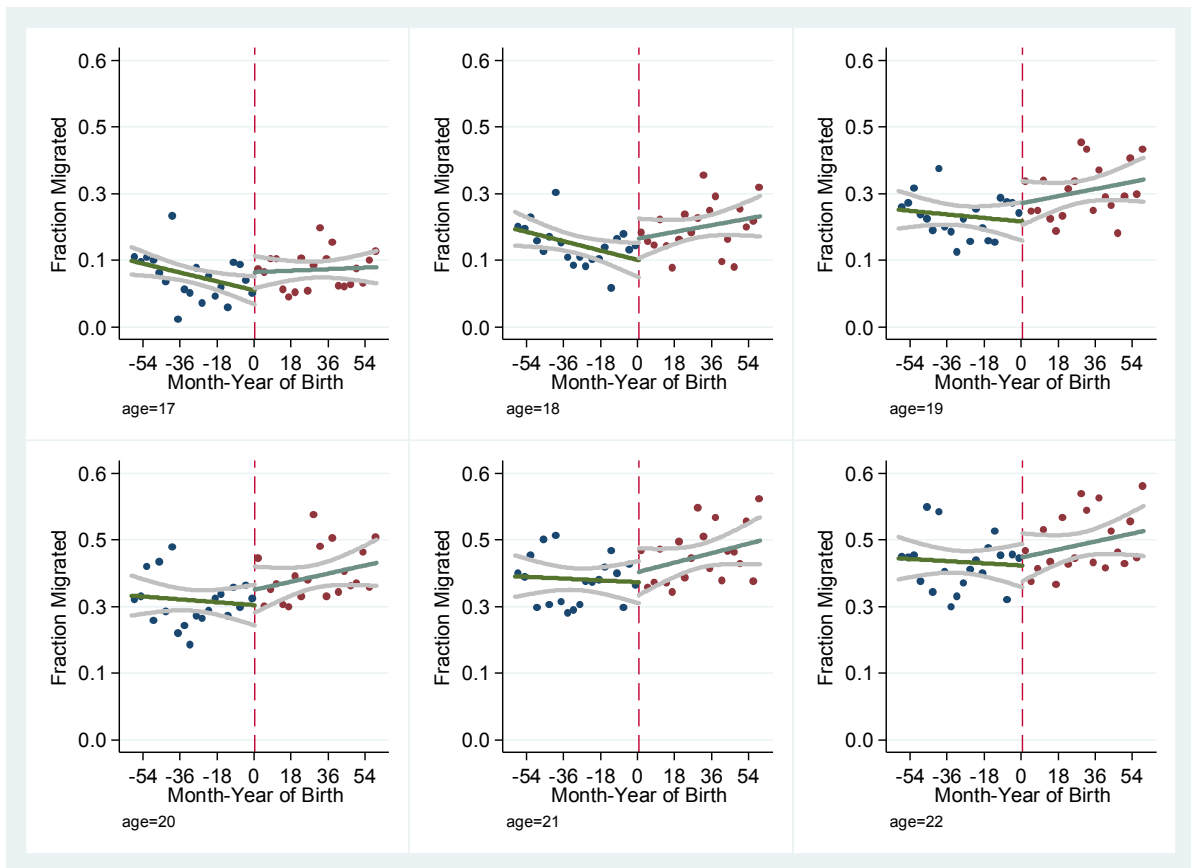 Fraction Migrated
0.6
0.5
0.3
0.1
0.0
-54 -36 -18 0 18 36 54
Month-Year of Birth
age=17
Fraction Migrated
0.6
0.5
0.3
0.1
0.0
-54 -36 -18 0 18 36 54
Month-Year of Birth
age=18
Fraction Migrated
0.6
0.5
0.3
0.1
0.0
-54 -36 -18 0 18 36 54
Month-Year of Birth
age=19
Fraction Migrated
0.6
0.5
0.3
0.1
0.0
-54 -36 -18 0 18 36 54
Month-Year of Birth
age=20
Fraction Migrated
0.6
0.5
0.3
0.1
0.0
-54 -36 -18 0 18 36 54
Month-Year of Birth
age=21
Fraction Migrated
0.6
0.5
0.3
0.1
0.0
-54 -36 -18 0 18 36 54
Month-Year of Birth
age=22